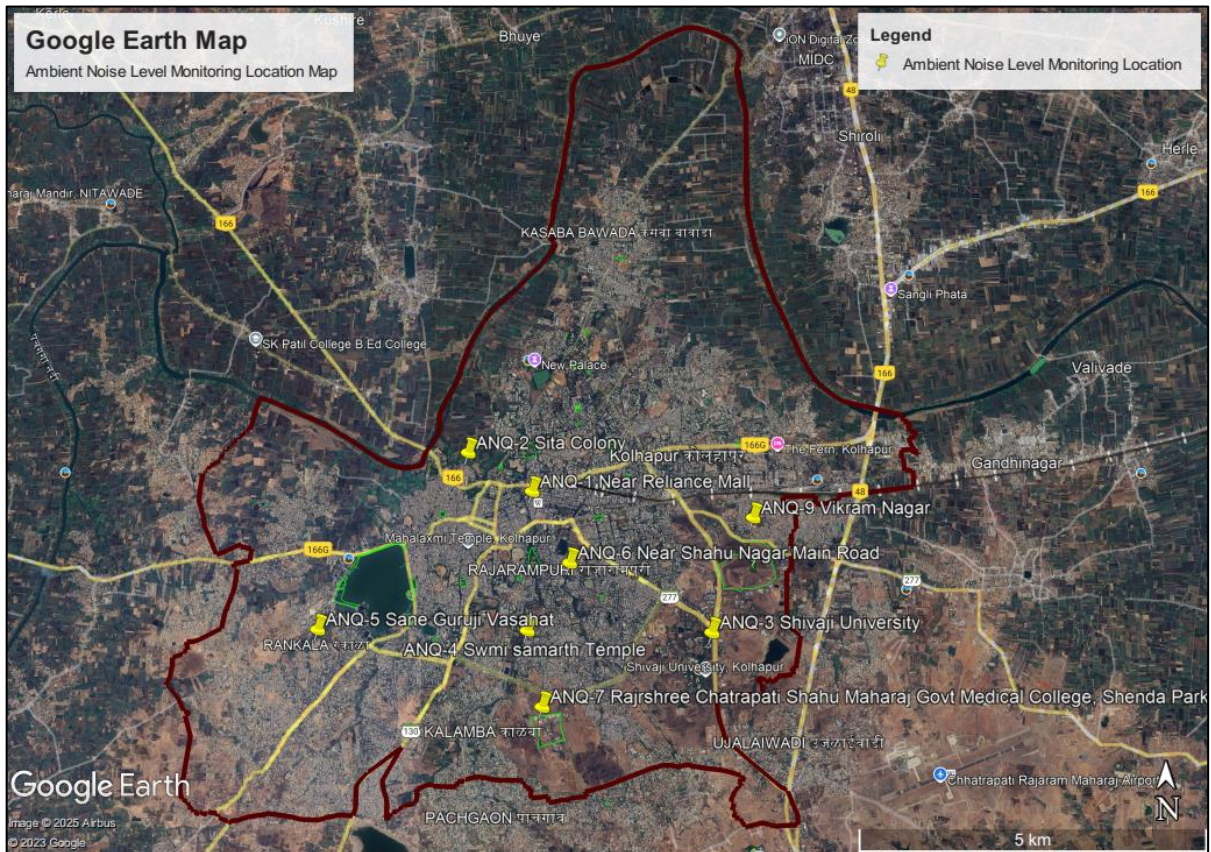 Google Earth Map
Ambient Noise Level Monitoring Location Map
Legend
Ambient Noise Level Monitoring Location
Kerle
Kushire
Bhuye
MIDC
48
Shiroli
Herle
166
NITAWADE
166
KASABA BAWADA कसबा बावाडा
Sangli Phata
SK Patil College B.Ed College
New Palace
166
Valivade
ANQ-2 Sita Colony
166G
The Fern, Kolhapur
Kolhapur कोल्हापूर
Gandhinagar
166
ANQ-1 Near Reliance Mall
48
ANQ-9 Vikram Nagar
Mahalaxmi Temple, Kolhapur
166G
ANQ-6 Near Shahu Nagar Main Road
RAJARAMPURI राजारामपुरी
277
277
ANQ-5 Sane Guruji Vasahat
ANQ-3 Shivaji University
RANKALA रंकाळा
ANQ-4 Swmi samarth Temple
Shivaji University, Kolhapur
ANQ-7 Rajrshree Chatrapati Shahu Maharaj Govt Medical College, Shenda Park
130
KALAMBA काळंबा
UJALAIWADI उजळाईवाडी
Chhatrapati Rajaram Maharaj Airport
Google Earth
N
Image © 2025 Airbus
© 2023 Google
PACHGAON पाचगाव
5 km